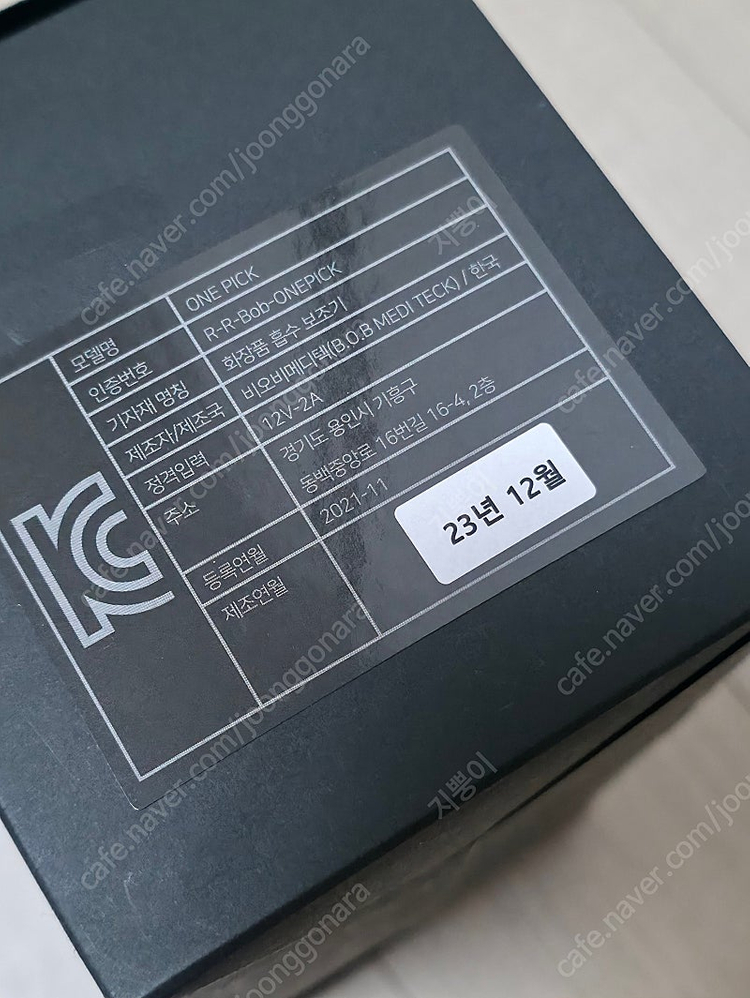 모델명 ONE PICK
인증번호 R-R-Bob-ONEPICK
기자재 명칭 화장품 흡수 보조기
제조자/제조국 비오비메디텍(B.O.B MEDI TECK) / 한국
정격입력 12V-2A
주소 경기도 용인시 기흥구
동백중앙로 16번길 16-4, 2층
등록연월 2021-11
제조연월 23년 12월
cafe.naver.com/joonggonara
지뿡이